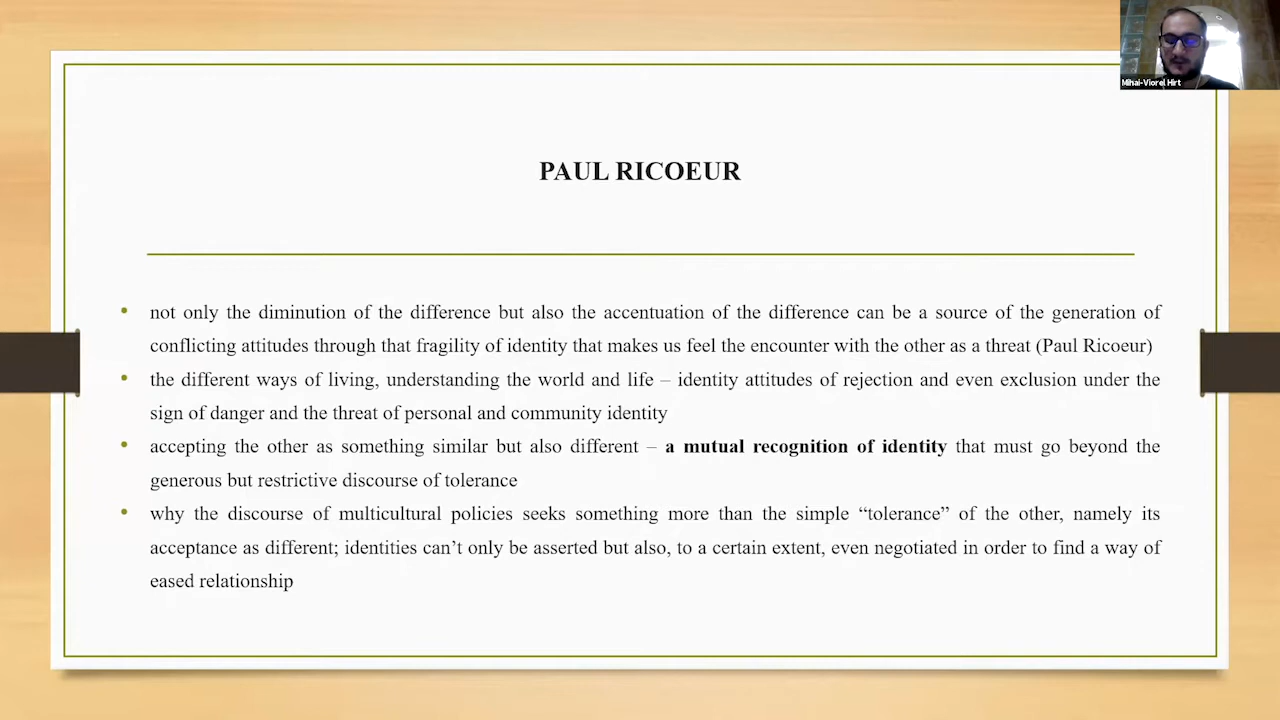 Mihai-Viorel Hirt
PAUL RICOEUR
• not only the diminution of the difference but also the accentuation of the difference can be a source of the generation of
conflicting attitudes through that fragility of identity that makes us feel the encounter with the other as a threat (Paul Ricoeur)
• the different ways of living, understanding the world and life – identity attitudes of rejection and even exclusion under the
sign of danger and the threat of personal and community identity
• accepting the other as something similar but also different – a mutual recognition of identity that must go beyond the
generous but restrictive discourse of tolerance
• why the discourse of multicultural policies seeks something more than the simple “tolerance” of the other, namely its
acceptance as different; identities can’t only be asserted but also, to a certain extent, even negotiated in order to find a way of
eased relationship